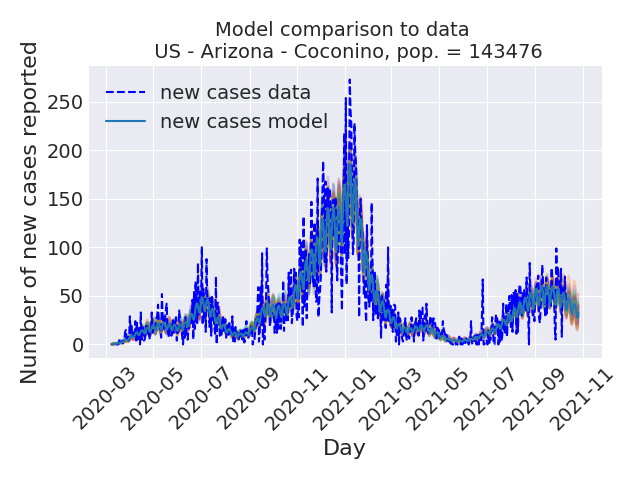 Model comparison to data
US - Arizona - Coconino, pop. = 143476
Number of new cases reported
250
200
150
100
50
0
new cases data
new cases model
2020-03
2020-05
2020-07
2020-09
2020-11
2021-01
2021-03
2021-05
2021-07
2021-09
2021-11
Day